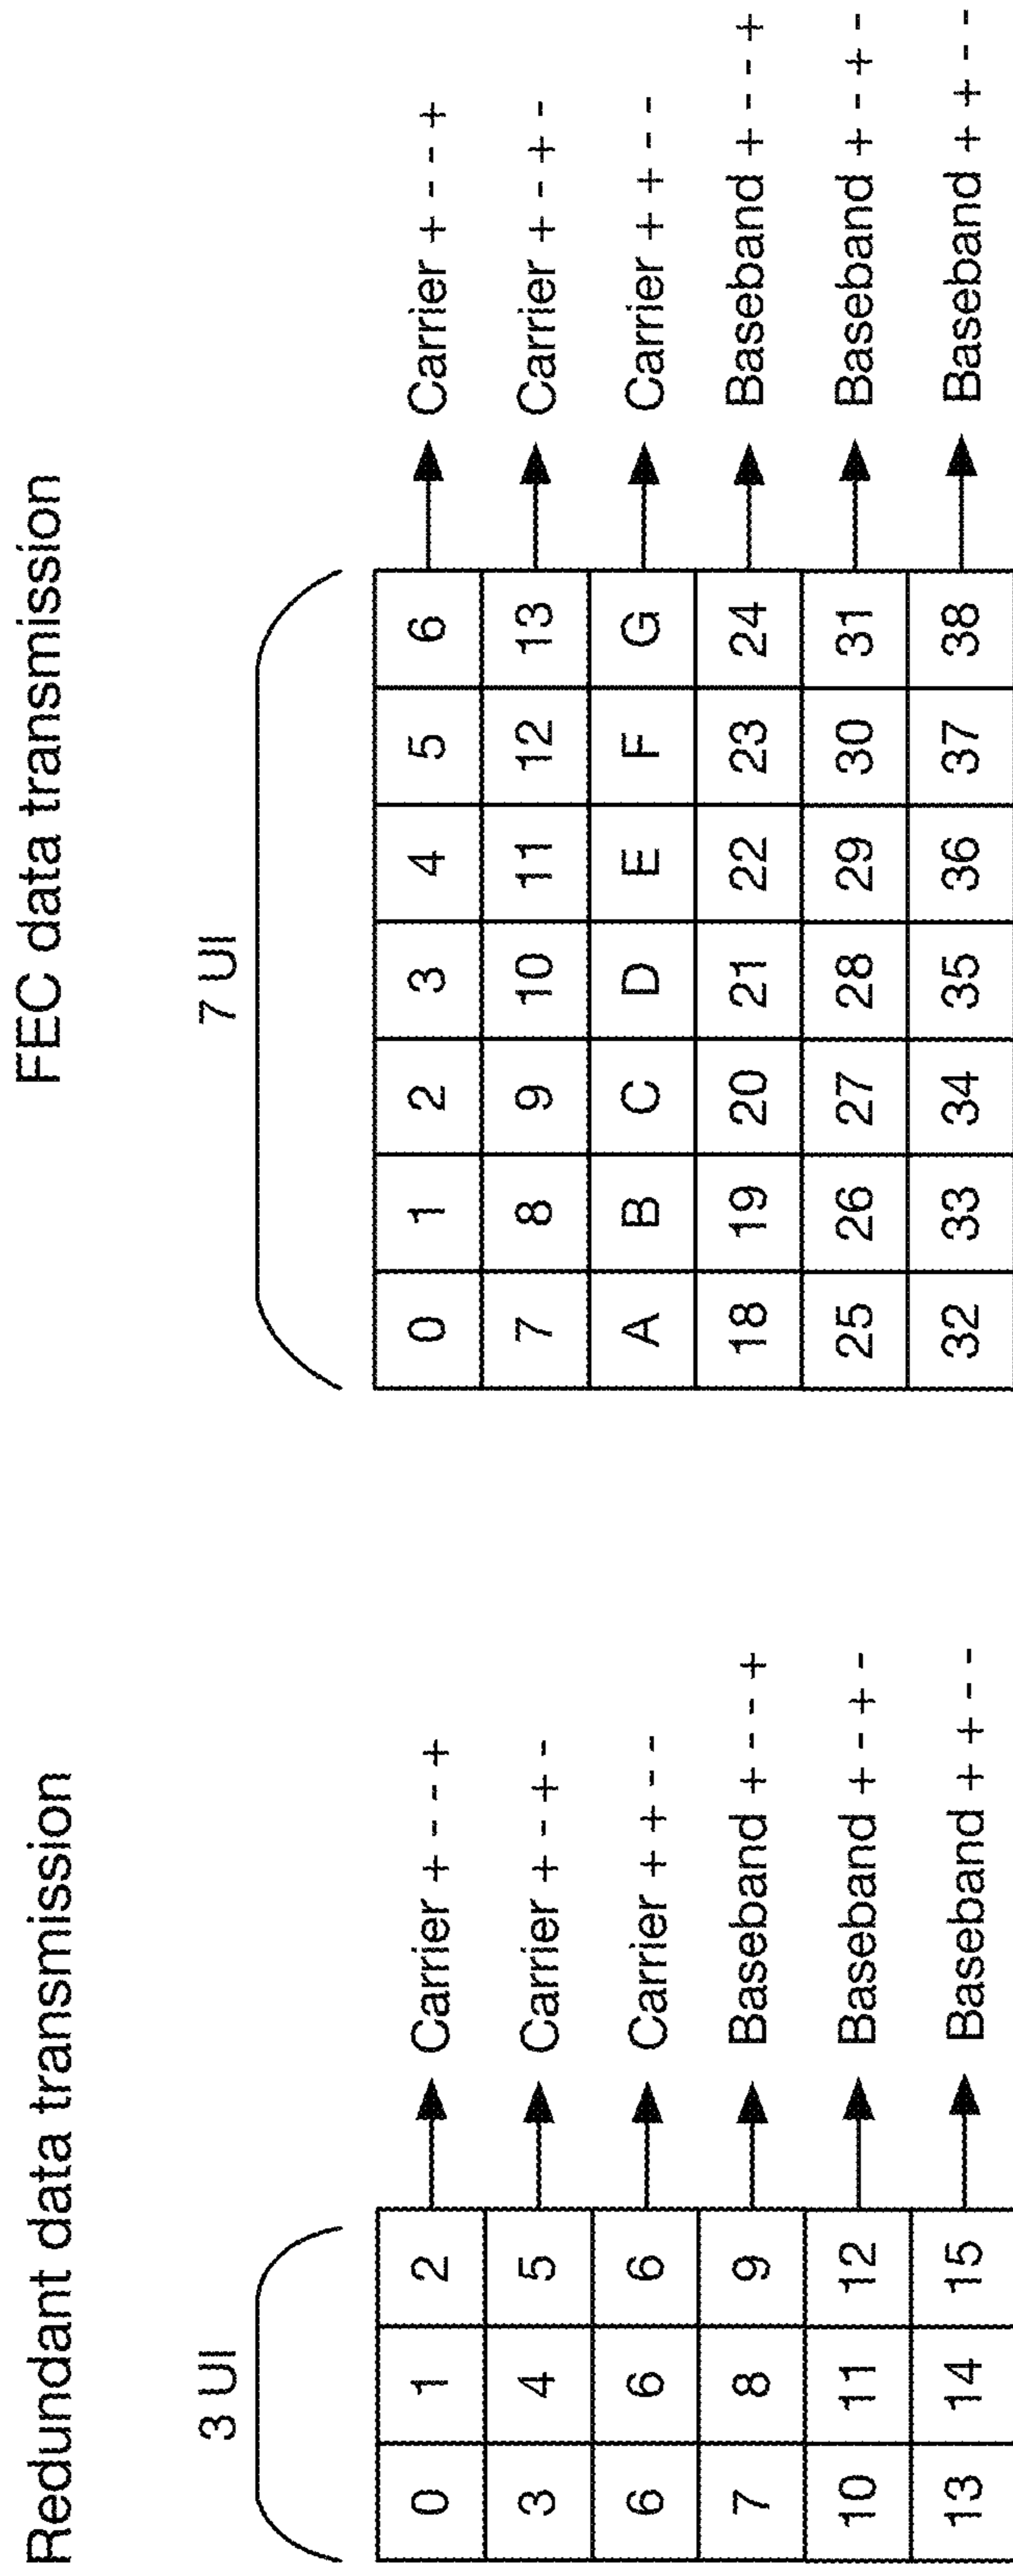 Redundant data transmission
3 UI
0 1 2 Carrier + - - +
3 4 5 Carrier + - + -
6 6 6 Carrier + + - -
7 8 9 Baseband + - - +
10 11 12 Baseband + - + -
13 14 15 Baseband + + - -
FEC data transmission
7 UI
0 1 2 3 4 5 6 Carrier + - - +
7 8 9 10 11 12 13 Carrier + - + -
A B C D E F G Carrier + + - -
18 19 20 21 22 23 24 Baseband + - - +
25 26 27 28 29 30 31 Baseband + - + -
32 33 34 35 36 37 38 Baseband + + - -